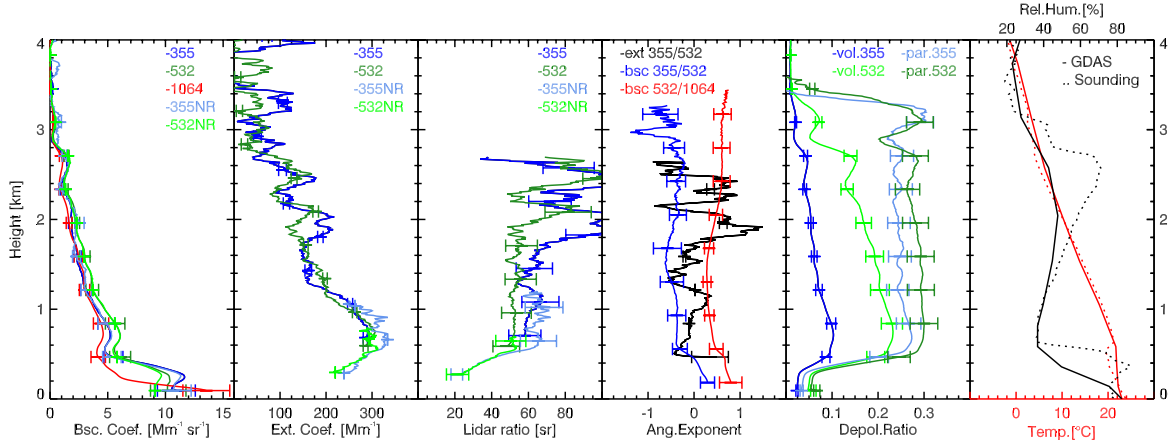 Rel.Hum.[%]
20 40 60 80
4 4
-355 -355 -355 -ext 355/532 -vol.355 -par.355
-532 -532 -532 -bsc 355/532 -vol.532 -par.532 - GDAS
-1064 -355NR -355NR -bsc 532/1064 .. Sounding
-355NR -532NR -532NR
-532NR
3 3
Height [km]
2 2
1 1
0 0
0 5 10 15 100 200 300 20 40 60 80 -1 0 1 0.1 0.2 0.3 0 10 20
Bsc. Coef. [Mm⁻¹ sr⁻¹] Ext. Coef. [Mm⁻¹] Lidar ratio [sr] Ang.Exponent Depol.Ratio Temp.[°C]